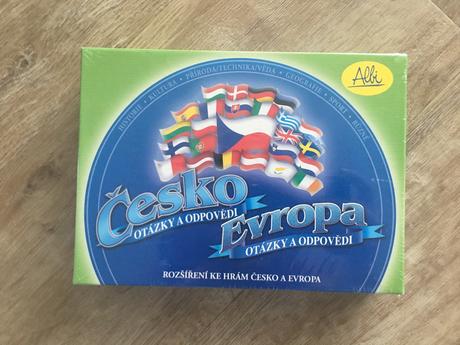 Albi
HISTORIE • KULTURA • PŘÍRODA/TECHNIKA/VĚDA • GEOGRAFIE • SPORT • RŮZNÉ
Česko
OTÁZKY A ODPOVĚDI
Evropa
OTÁZKY A ODPOVĚDI
ROZŠÍŘENÍ KE HRÁM ČESKO A EVROPA